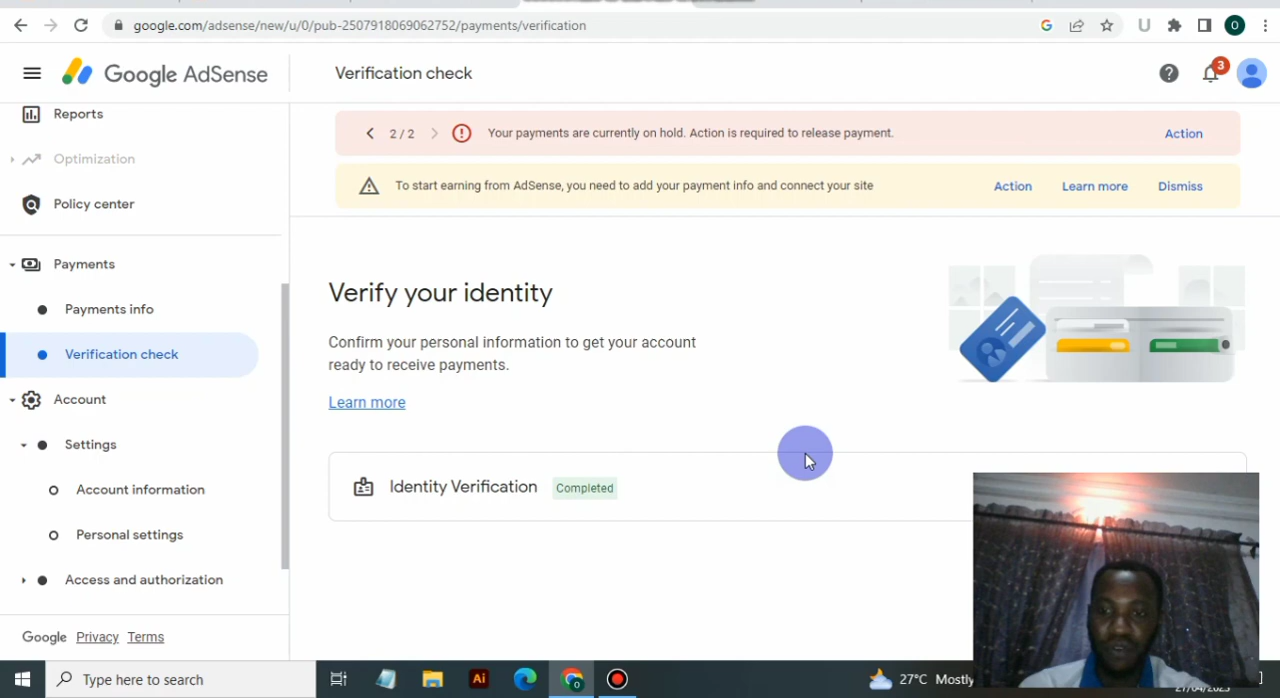 google.com/adsense/new/u/0/pub-2507918069062752/payments/verification
G
U
O
Google AdSense
Verification check
3
Reports
Optimization
Policy center
Payments
Payments info
Verification check
Account
Settings
Account information
Personal settings
Access and authorization
Google Privacy Terms
2 / 2
Your payments are currently on hold. Action is required to release payment.
Action
To start earning from AdSense, you need to add your payment info and connect your site
Action Learn more Dismiss
Verify your identity
Confirm your personal information to get your account
ready to receive payments.
Learn more
Identity Verification Completed
Type here to search
Ai
27°C Mostly